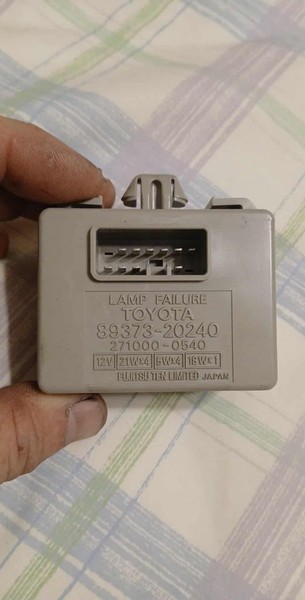 LAMP FAILURE
TOYOTA
89373-20240
271000-0540
12V 21W×4 5W×4 18W×1
FUJITSU TEN LIMITED JAPAN